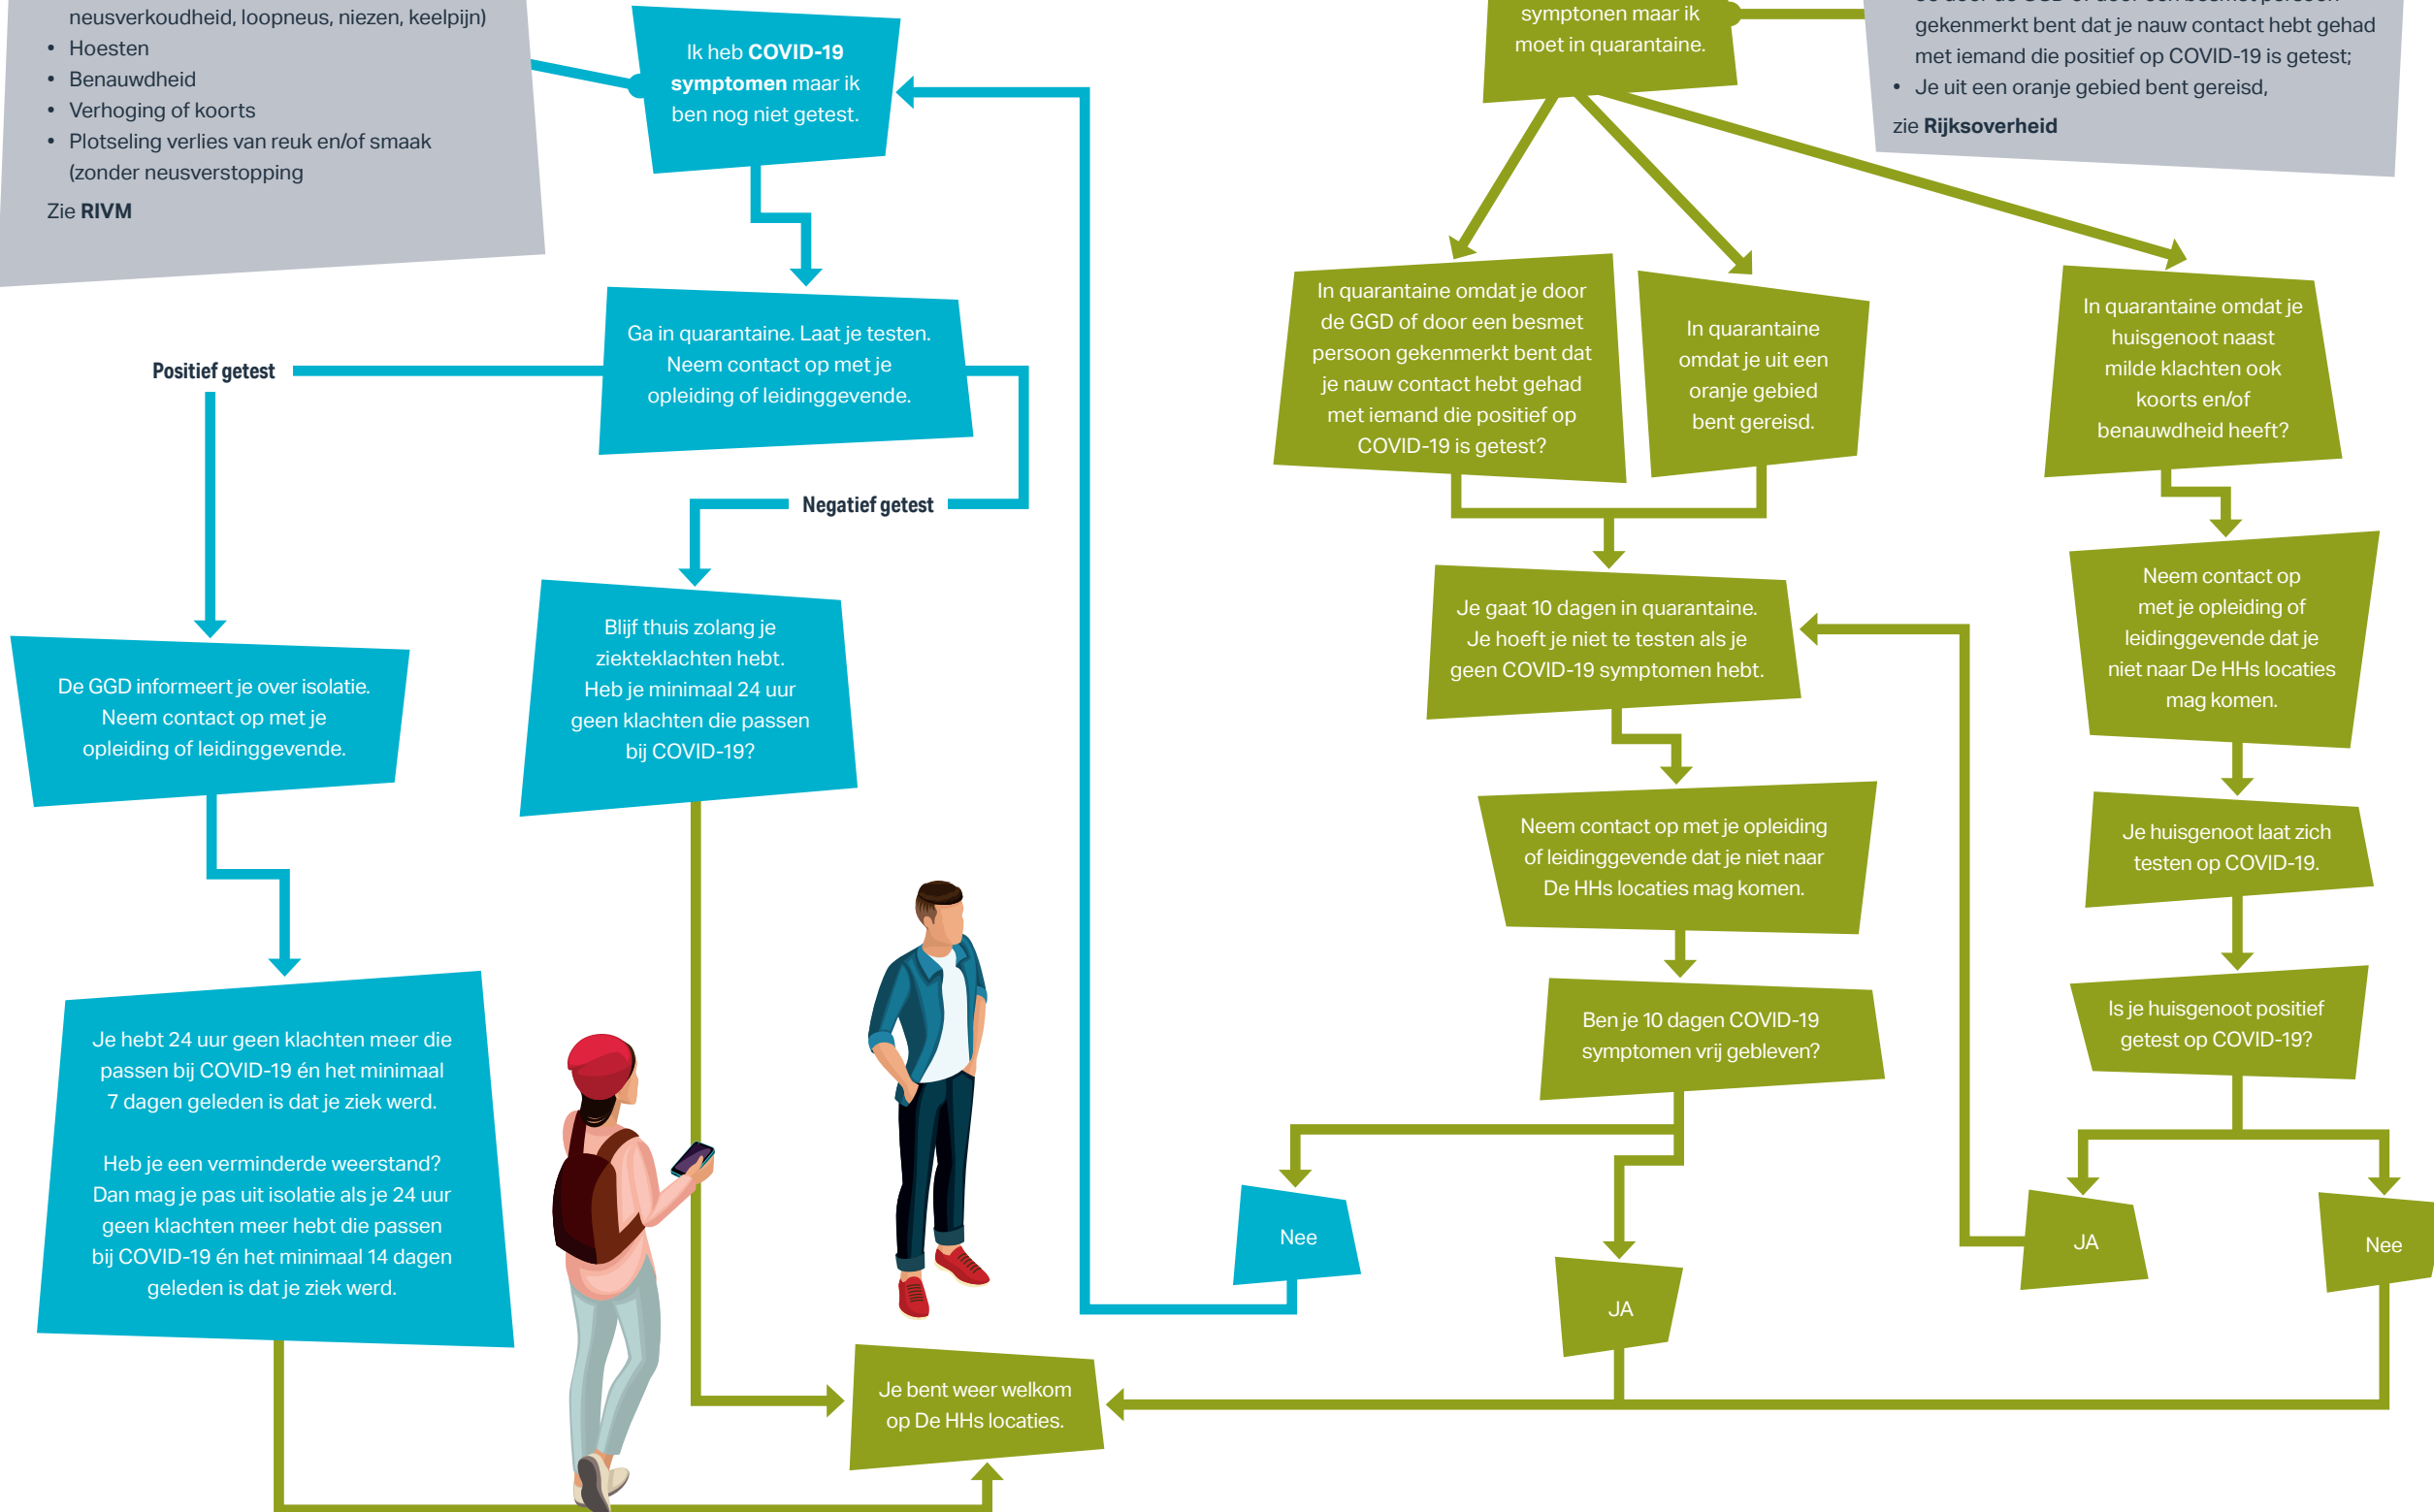 neusverkoudheid, loopneus, niezen, keelpijn)
• Hoesten
• Benauwdheid
• Verhoging of koorts
• Plotseling verlies van reuk en/of smaak
(zonder neusverstopping
Zie RIVM
Ik heb COVID-19
symptomen maar ik
ben nog niet getest.
Ga in quarantaine. Laat je testen.
Neem contact op met je
opleiding of leidinggevende.
Positief getest
Negatief getest
De GGD informeert je over isolatie.
Neem contact op met je
opleiding of leidinggevende.
Blijf thuis zolang je
ziekteklachten hebt.
Heb je minimaal 24 uur
geen klachten die passen
bij COVID-19?
Je hebt 24 uur geen klachten meer die
passen bij COVID-19 én het minimaal
7 dagen geleden is dat je ziek werd.
Heb je een verminderde weerstand?
Dan mag je pas uit isolatie als je 24 uur
geen klachten meer hebt die passen
bij COVID-19 én het minimaal 14 dagen
geleden is dat je ziek werd.
symptonen maar ik
moet in quarantaine.
Je door de GGD of door een besmet persoon
gekenmerkt bent dat je nauw contact hebt gehad
met iemand die positief op COVID-19 is getest;
• Je uit een oranje gebied bent gereisd,
zie Rijksoverheid
In quarantaine omdat je door
de GGD of door een besmet
persoon gekenmerkt bent dat
je nauw contact hebt gehad
met iemand die positief op
COVID-19 is getest?
In quarantaine
omdat je uit een
oranje gebied
bent gereisd.
In quarantaine omdat je
huisgenoot naast
milde klachten ook
koorts en/of
benauwdheid heeft?
Je gaat 10 dagen in quarantaine.
Je hoeft je niet te testen als je
geen COVID-19 symptomen hebt.
Neem contact op met je opleiding
of leidinggevende dat je niet naar
De HHs locaties mag komen.
Ben je 10 dagen COVID-19
symptomen vrij gebleven?
Nee
JA
Neem contact op
met je opleiding of
leidinggevende dat je
niet naar De HHs locaties
mag komen.
Je huisgenoot laat zich
testen op COVID-19.
Is je huisgenoot positief
getest op COVID-19?
JA
Nee
Je bent weer welkom
op De HHs locaties.